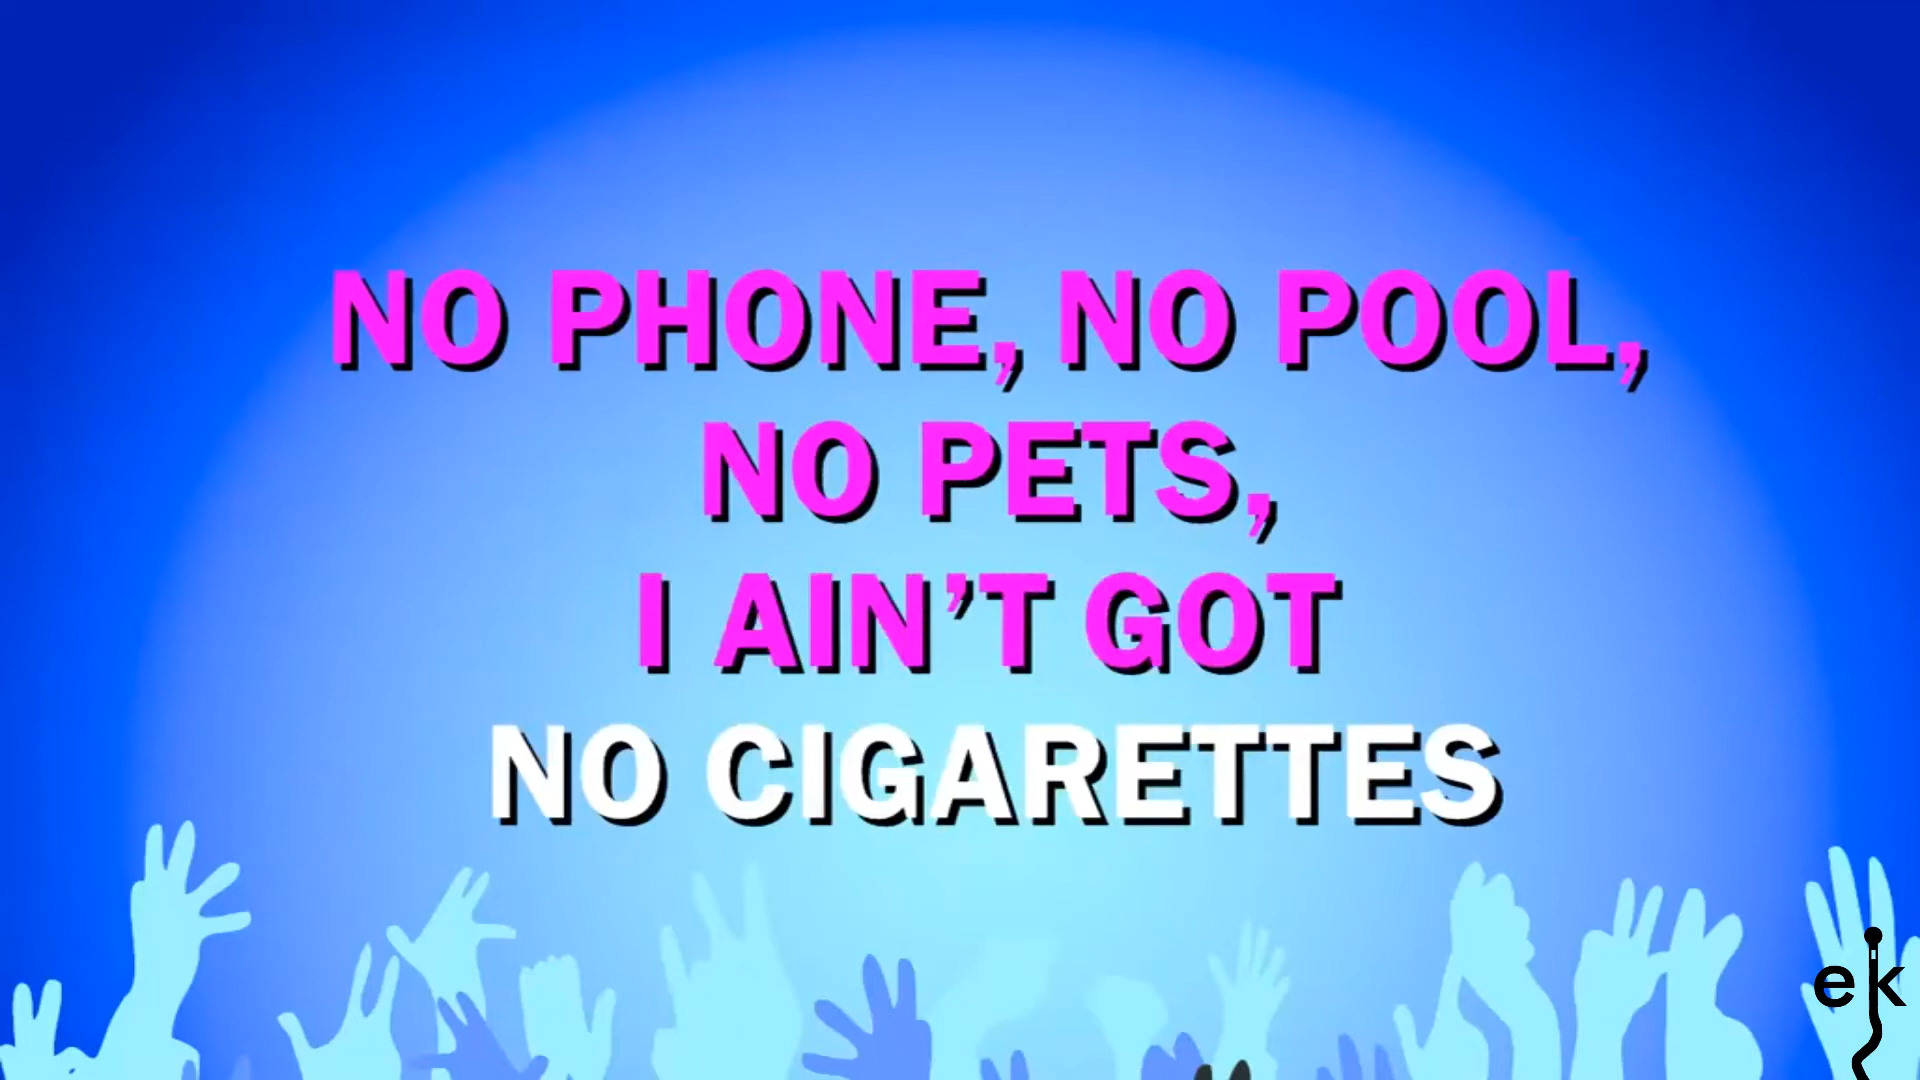 NO PHONE, NO POOL,
NO PETS,
I AIN’T GOT
NO CIGARETTES
ek